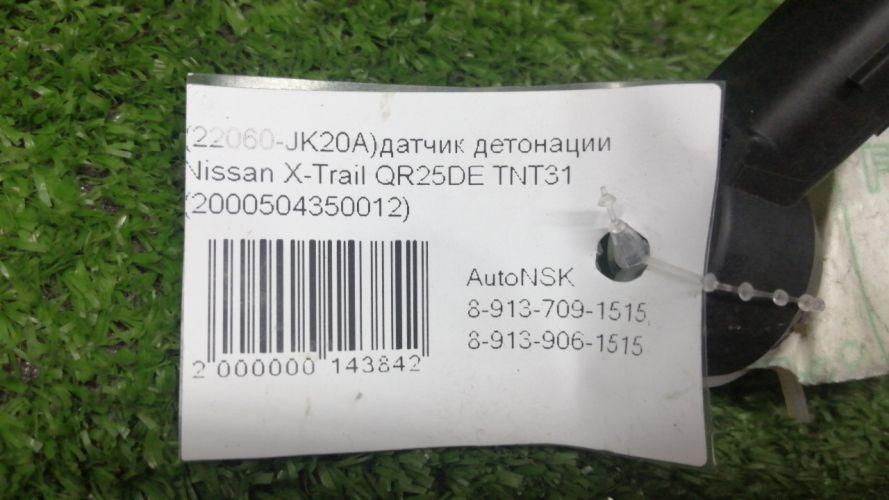 (22060-JK20A)датчик детонации
Nissan X-Trail QR25DE TNT31
(2000504350012)
AutoNSK
8-913-709-1515
8-913-906-1515
2 000000 143842